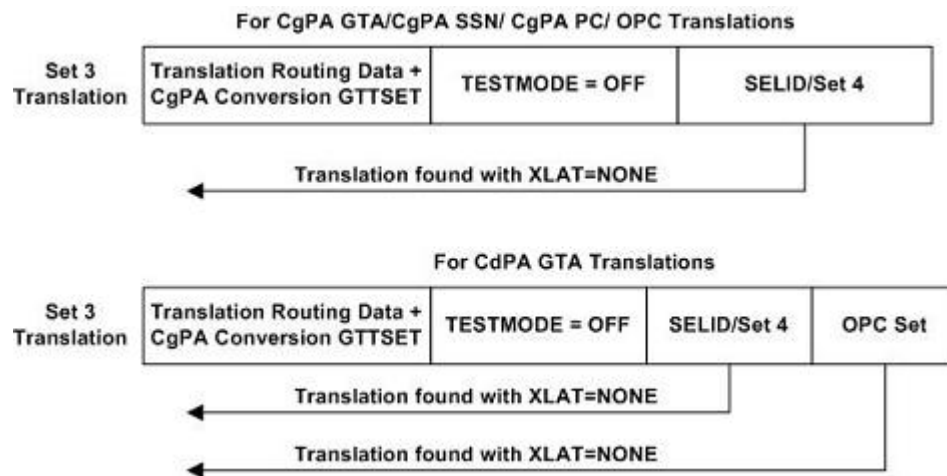 For CgPA GTA/CgPA SSN/ CgPA PC/ OPC Translations
Set 3
Translation
Translation Routing Data +
CgPA Conversion GTTSET
TESTMODE = OFF
SELID/Set 4
Translation found with XLAT=NONE
For CdPA GTA Translations
Set 3
Translation
Translation Routing Data +
CgPA Conversion GTTSET
TESTMODE = OFF
SELID/Set 4
OPC Set
Translation found with XLAT=NONE
Translation found with XLAT=NONE